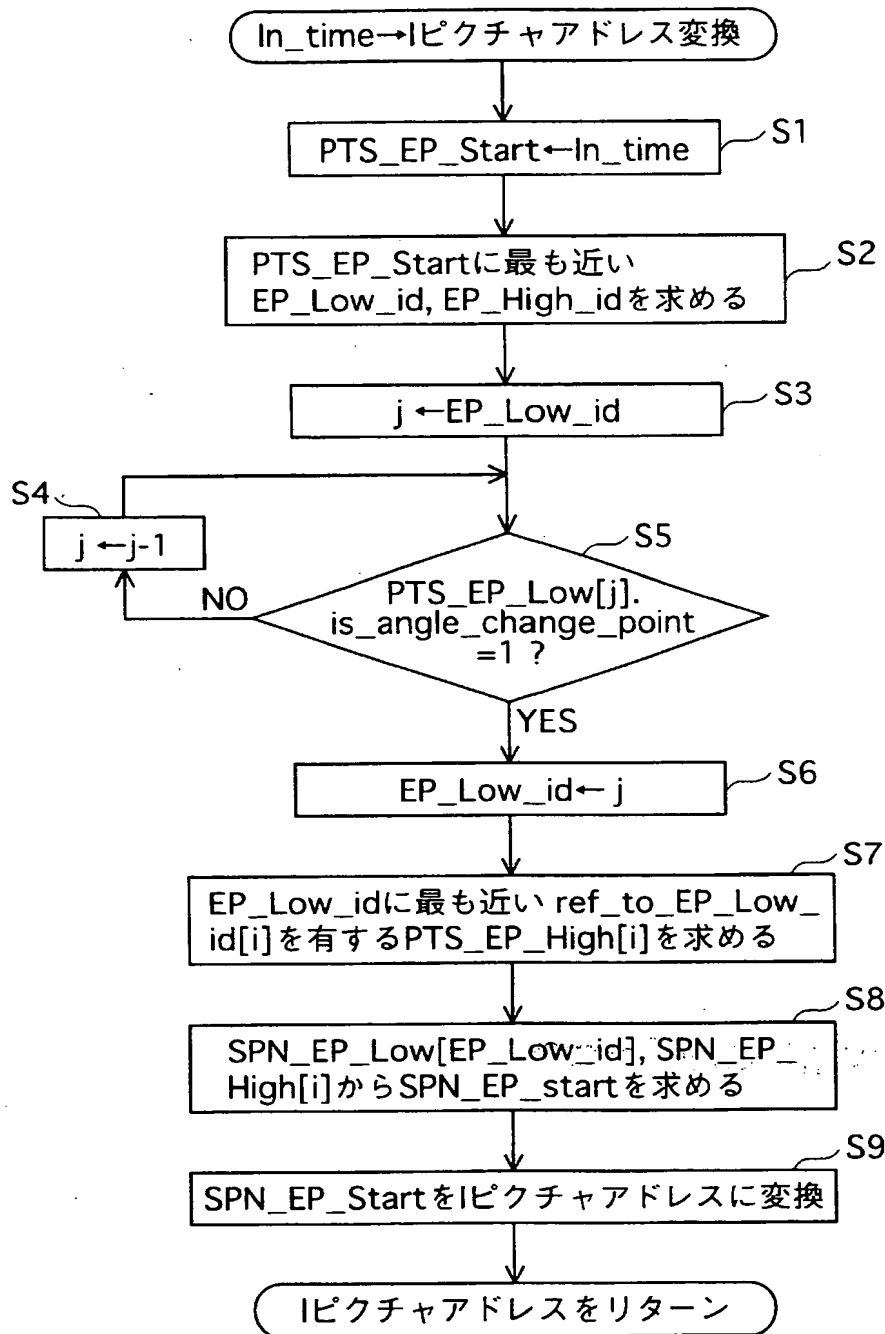 In_time→Iピクチャアドレス変換
S1
PTS_EP_Start←In_time
S2
PTS_EP_Startに最も近い
EP_Low_id, EP_High_idを求める
S3
j ←EP_Low_id
S4
j ←j-1
S5
NO
PTS_EP_Low[j].
is_angle_change_point
=1 ?
YES
S6
EP_Low_id← j
S7
EP_Low_idに最も近い ref_to_EP_Low_
id[i]を有するPTS_EP_High[i]を求める
S8
SPN_EP_Low[EP_Low_id], SPN_EP_
High[i]からSPN_EP_startを求める
S9
SPN_EP_StartをIピクチャアドレスに変換
Iピクチャアドレスをリターン